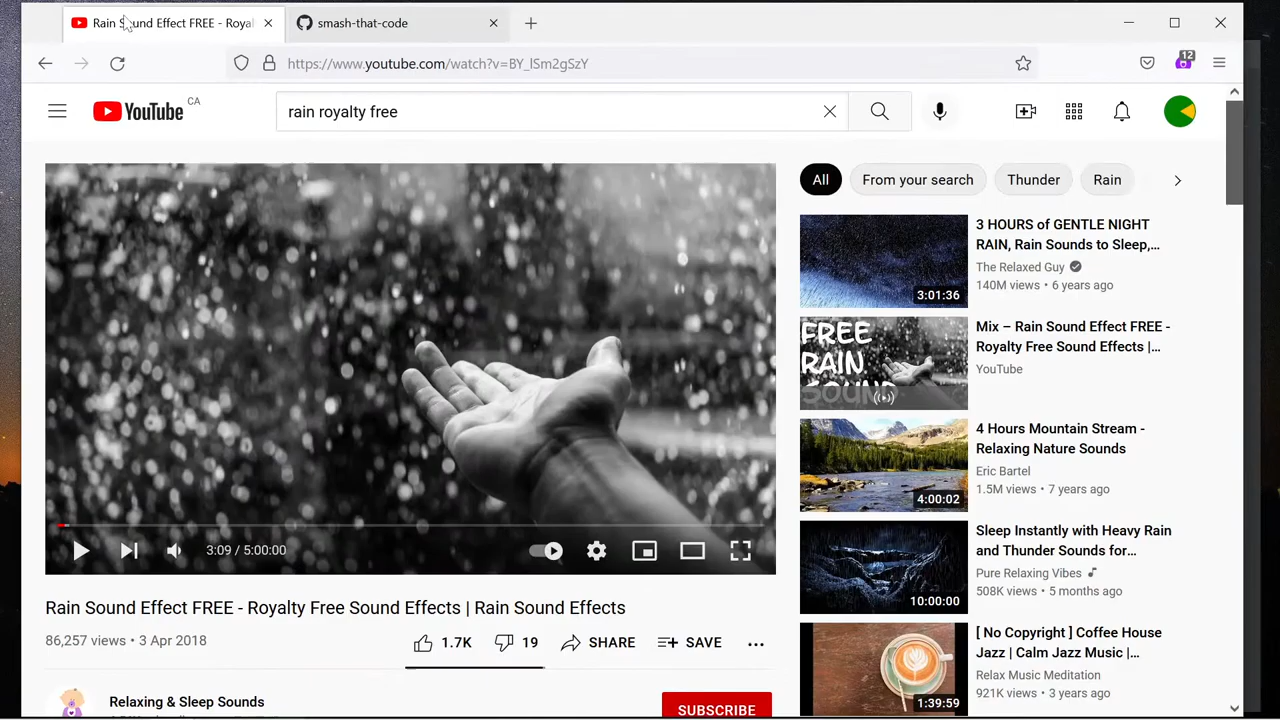 Rain Sound Effect FREE - Royal
smash-that-code
https://www.youtube.com/watch?v=BY_lSm2gSzY
12
YouTube CA
rain royalty free
All
From your search
Thunder
Rain
3 HOURS of GENTLE NIGHT
RAIN, Rain Sounds to Sleep,...
The Relaxed Guy
140M views • 6 years ago
3:01:36
FREE
RAIN
SOUND
Mix – Rain Sound Effect FREE -
Royalty Free Sound Effects |...
YouTube
4 Hours Mountain Stream -
Relaxing Nature Sounds
Eric Bartel
1.5M views • 7 years ago
4:00:02
Sleep Instantly with Heavy Rain
and Thunder Sounds for...
Pure Relaxing Vibes
508K views • 5 months ago
10:00:00
[ No Copyright ] Coffee House
Jazz | Calm Jazz Music |...
Relax Music Meditation
921K views • 3 years ago
1:39:59
3:09 / 5:00:00
Rain Sound Effect FREE - Royalty Free Sound Effects | Rain Sound Effects
86,257 views • 3 Apr 2018
1.7K
19
SHARE
SAVE
Relaxing & Sleep Sounds
SUBSCRIBE